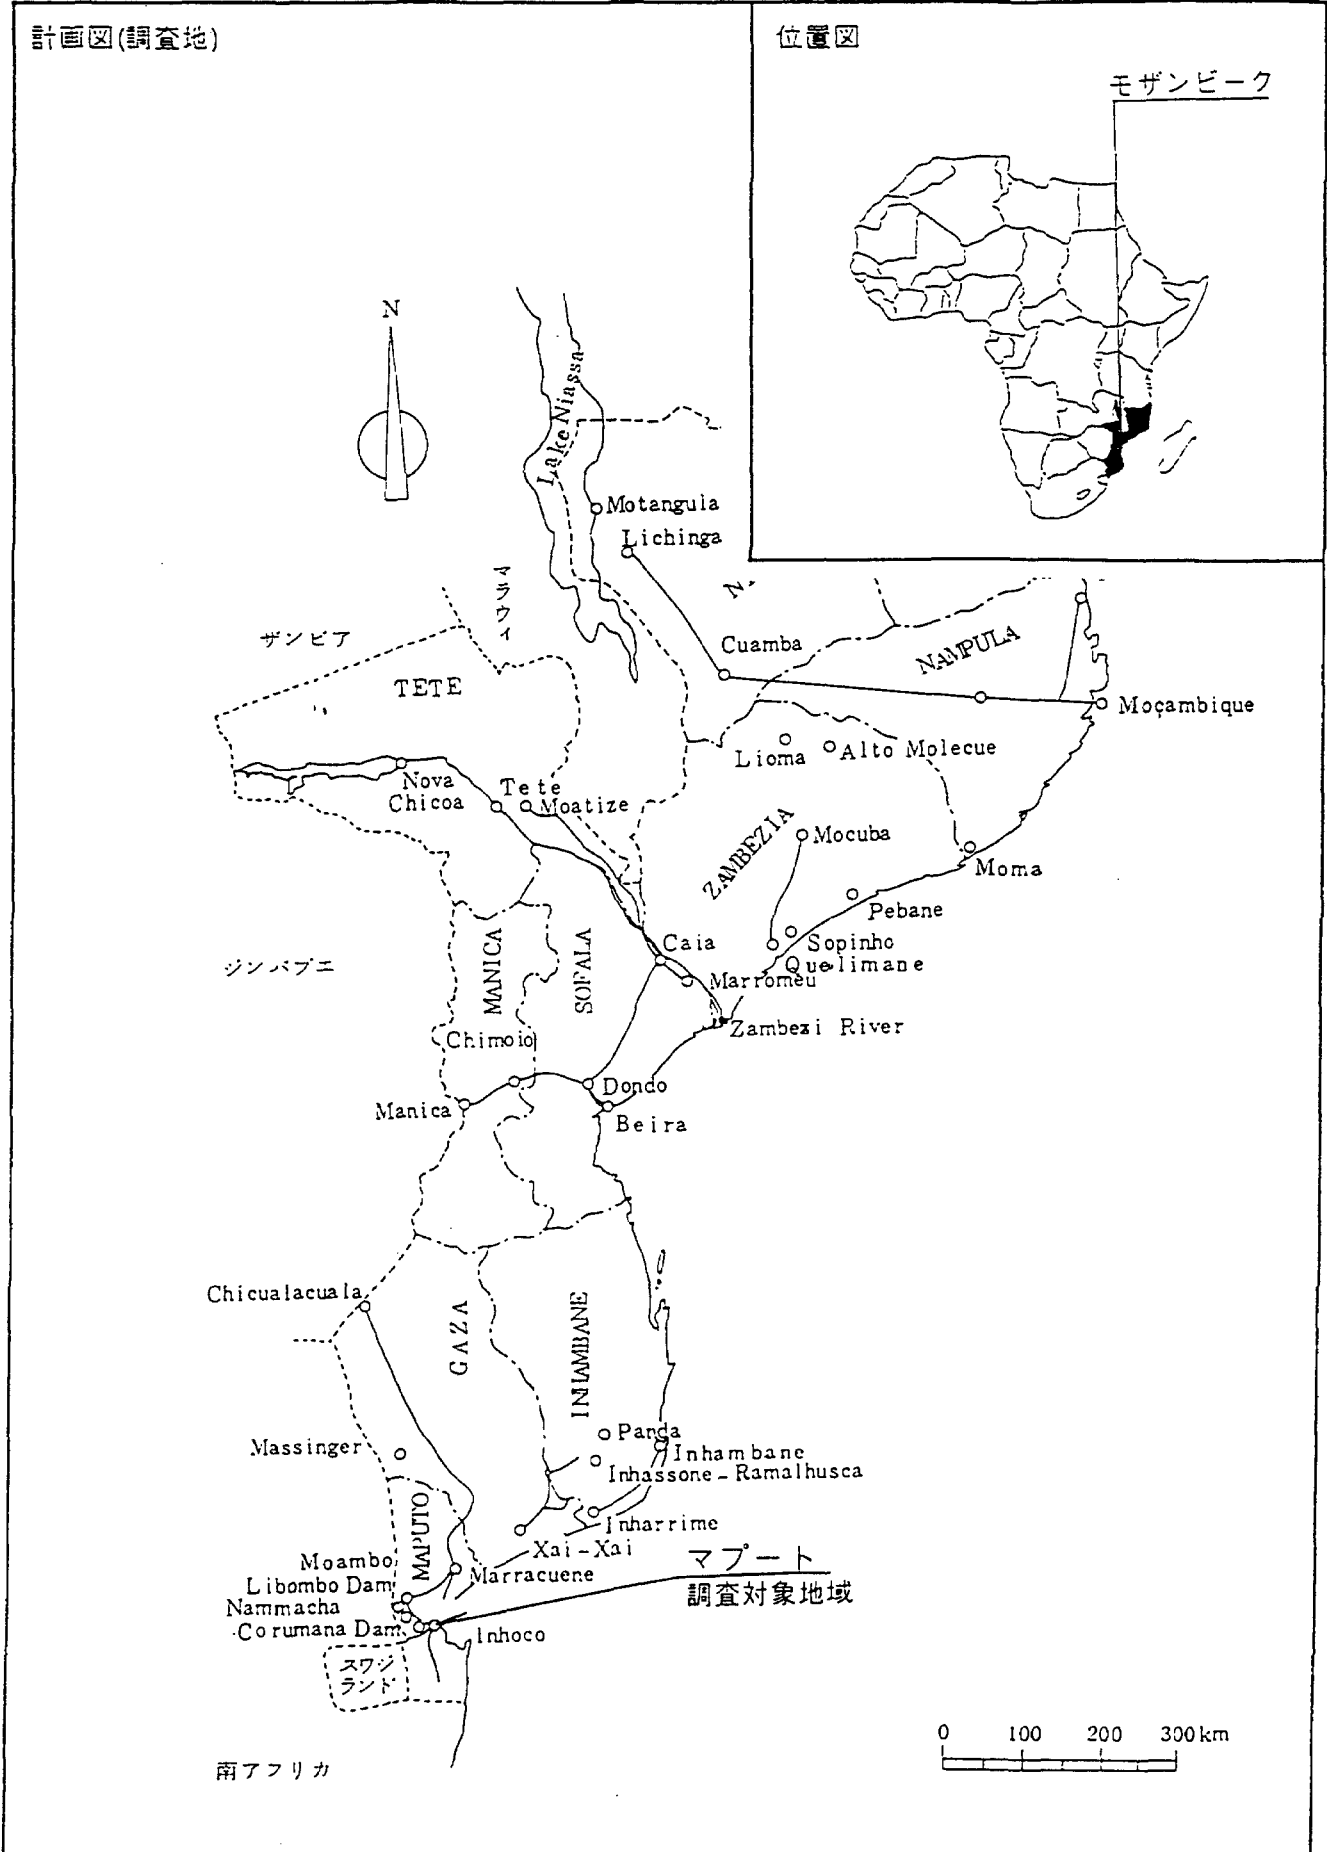 計画図(調査地)
位置図
モザンビーク
N
Lake Niassa
Motangula
Lichinga
マラウィ
ザンビア
TETE
Cuamba
NAMPULA
Moçambique
Lioma
Alto Molecue
Nova
Chicoa
Tete
Moatize
ZAMBEZIA
Mocuba
Moma
Pebane
Sopinho
Quelimane
ジンバブエ
MANICA
SOFALA
Caia
Marromeu
Zambezi River
Chimoio
Dondo
Manica
Beira
Chicualacuala
GAZA
INHAMBANE
Panda
Massinger
Inhambane
Inhassone-Ramalhusca
MAPUTO
Inharrime
Xai-Xai
マプート
調査対象地域
Moambo
Marracuene
Libombo Dam
Nammacha
Corumana Dam
Inhoco
スワジ
ランド
南アフリカ
0 100 200 300km